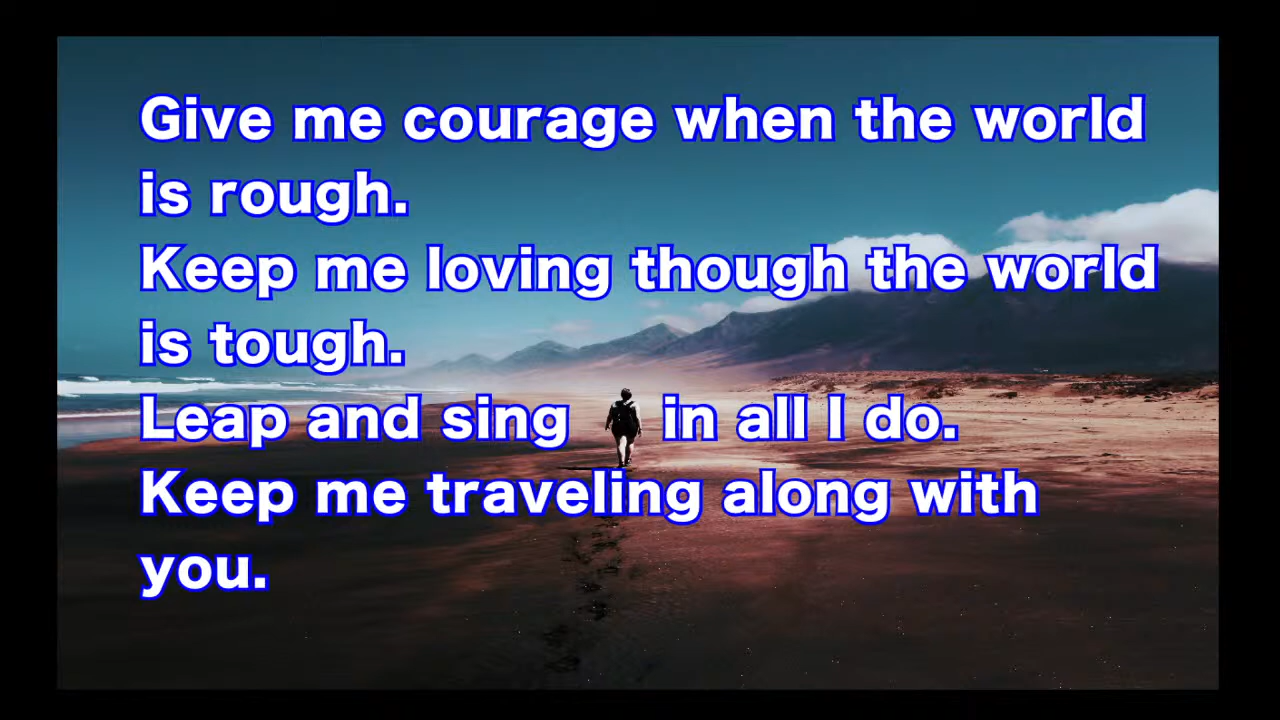 Give me courage when the world
is rough.
Keep me loving though the world
is tough.
Leap and sing in all I do.
Keep me traveling along with
you.